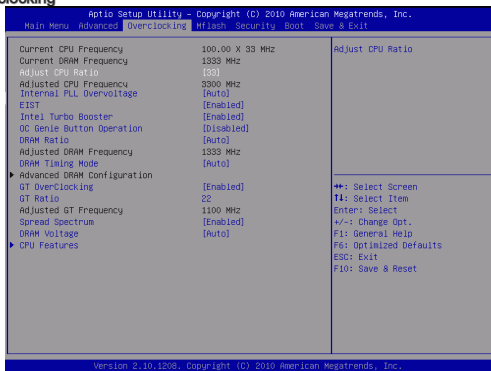 clocking
Aptio Setup Utility – Copyright (C) 2010 American Megatrends, Inc.
Main Menu Advanced Overclocking Mflash Security Boot Save & Exit
Current CPU Frequency 100.00 X 33 MHz
Current DRAM Frequency 1333 MHz
Adjust CPU Ratio [33]
Adjusted CPU Frequency 3300 MHz
Internal PLL Overvoltage [Auto]
EIST [Enabled]
Intel Turbo Booster [Enabled]
OC Genie Button Operation [Disabled]
DRAM Ratio [Auto]
Adjusted DRAM Frequency 1333 MHz
DRAM Timing Mode [Auto]
Advanced DRAM Configuration
GT OverClocking [Enabled]
GT Ratio 22
Adjusted GT Frequency 1100 MHz
Spread Spectrum [Enabled]
DRAM Voltage [Auto]
CPU Features
Adjust CPU Ratio
→←: Select Screen
↑↓: Select Item
Enter: Select
+/-: Change Opt.
F1: General Help
F6: Optimized Defaults
ESC: Exit
F10: Save & Reset
Version 2.10.1208. Copyright (C) 2010 American Megatrends, Inc.